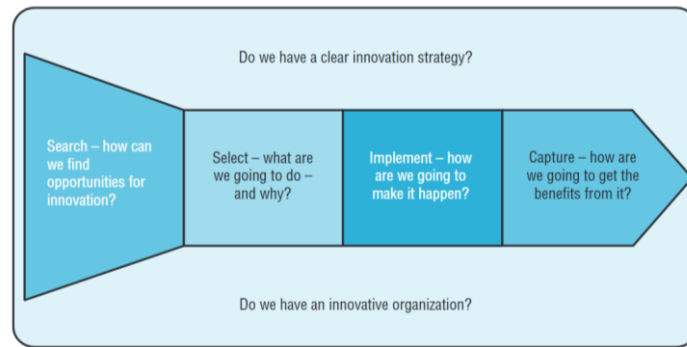 Do we have a clear innovation strategy?
Search – how can
we find
opportunities for
innovation?
Select – what are
we going to do –
and why?
Implement – how
are we going to
make it happen?
Capture – how are
we going to get the
benefits from it?
Do we have an innovative organization?